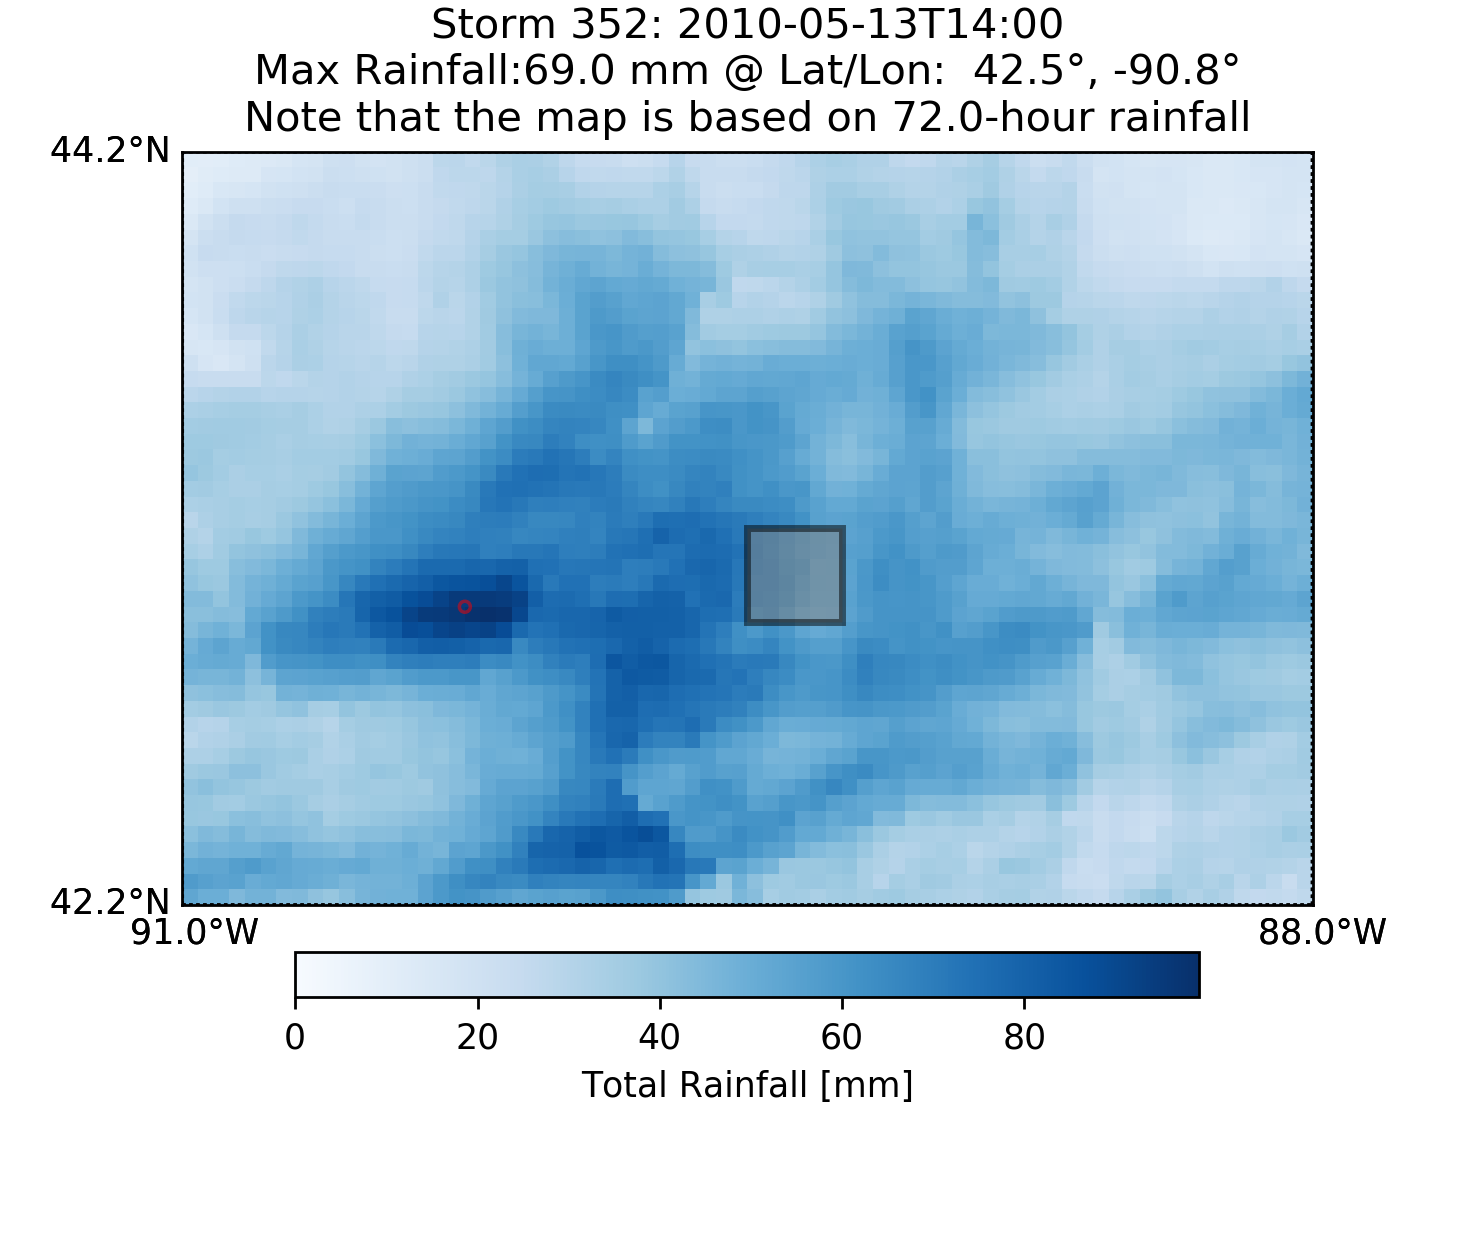 Storm 352: 2010-05-13T14:00
Max Rainfall:69.0 mm @ Lat/Lon:  42.5°, -90.8°
Note that the map is based on 72.0-hour rainfall
44.2°N
42.2°N
91.0°W 88.0°W
0 20 40 60 80
Total Rainfall [mm]